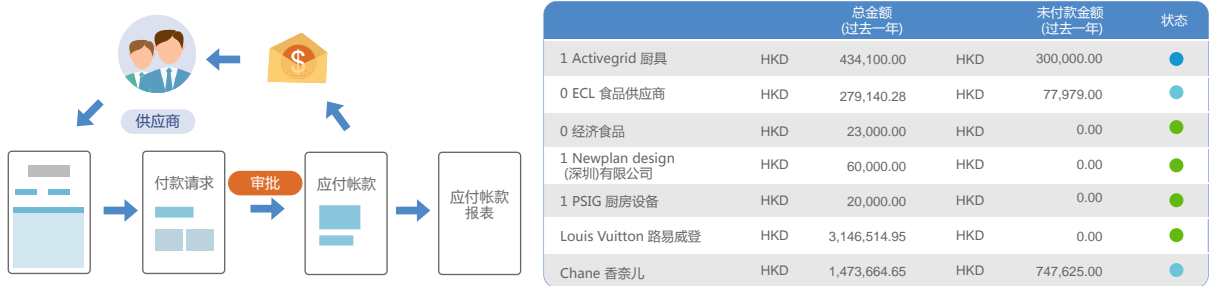 供应商
付款请求
审批
应付帐款
应付帐款
报表
$
总金额
(过去一年)
未付款金额
(过去一年)
状态
1 Activegrid 厨具 HKD 434,100.00 HKD 300,000.00
0 ECL 食品供应商 HKD 279,140.28 HKD 77,979.00
0 经济食品 HKD 23,000.00 HKD 0.00
1 Newplan design
(深圳)有限公司 HKD 60,000.00 HKD 0.00
1 PSIG 厨房设备 HKD 20,000.00 HKD 0.00
Louis Vuitton 路易威登 HKD 3,146,514.95 HKD 0.00
Chane 香奈儿 HKD 1,473,664.65 HKD 747,625.00